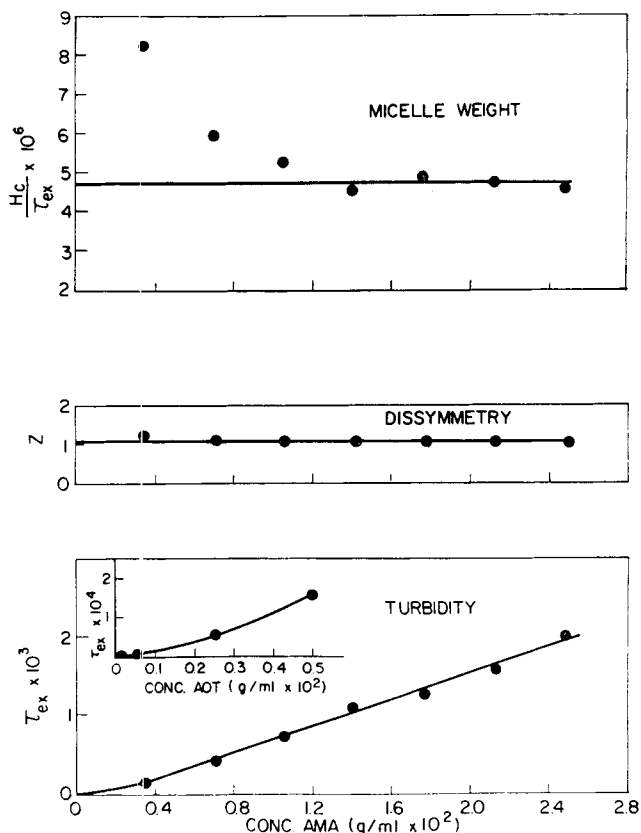 9
8
7
6
5
4
3
2
Hc
τex
x 10^6
MICELLE WEIGHT
2
1
0
Z
DISSYMMETRY
2
1
τex x 10^4
0 0.1 0.2 0.3 0.4 0.5
CONC. AOT (g/ml x 10^2)
TURBIDITY
2
1
0
τex x 10^3
0 0.4 0.8 1.2 1.6 2.0 2.4 2.8
CONC. AMA (g/ml x 10^2)